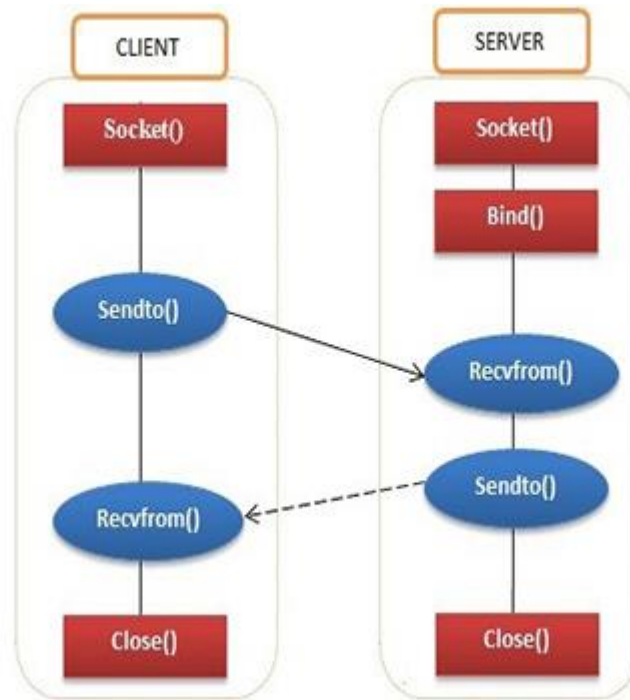 CLIENT
Socket()
Sendto()
Recvfrom()
Close()
SERVER
Socket()
Bind()
Recvfrom()
Sendto()
Close()